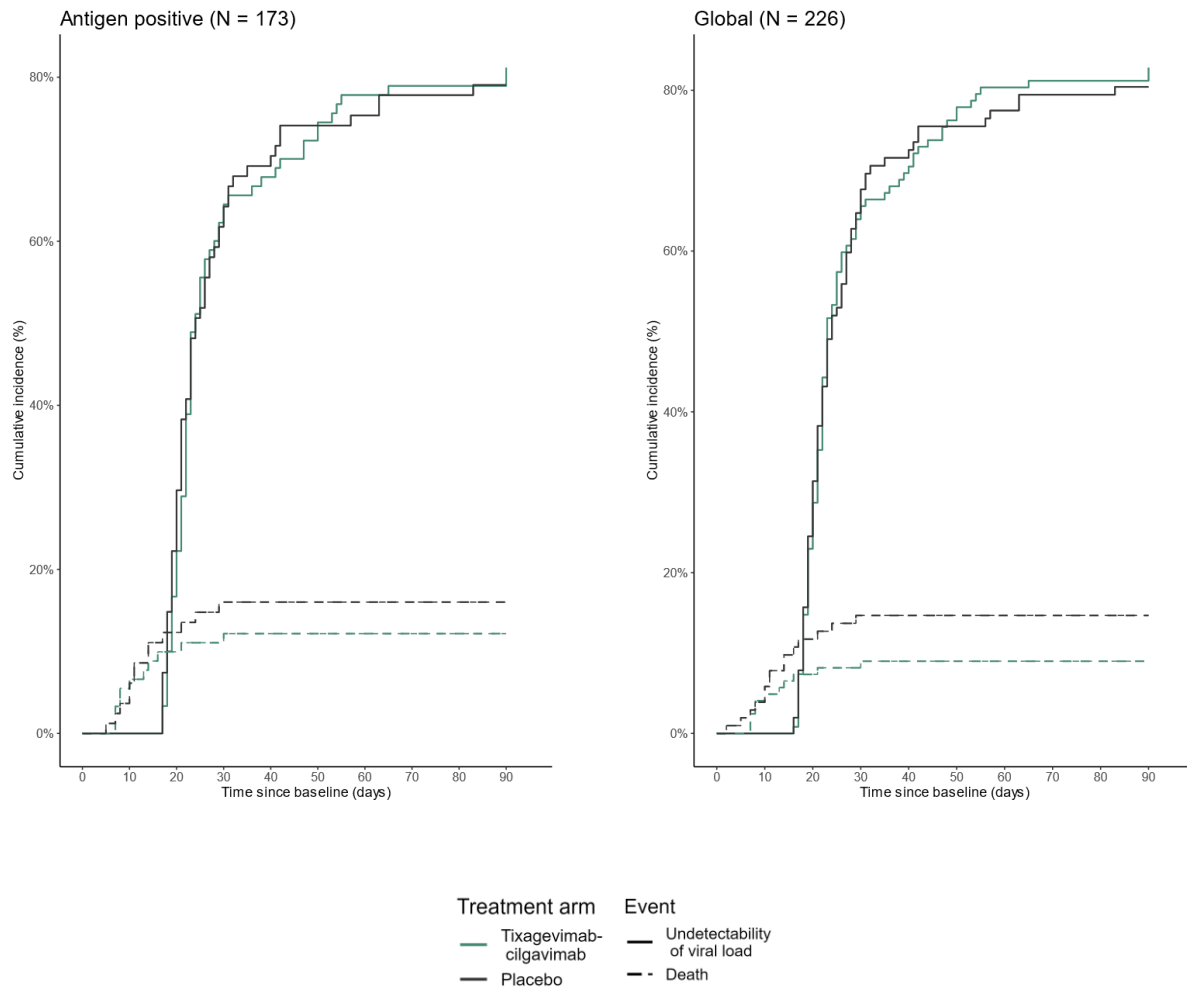 Antigen positive (N = 173)
Global (N = 226)
Cumulative incidence (%)
80%
60%
40%
20%
0%
0 10 20 30 40 50 60 70 80 90
Time since baseline (days)
Cumulative incidence (%)
80%
60%
40%
20%
0%
0 10 20 30 40 50 60 70 80 90
Time since baseline (days)
Treatment arm
Tixagevimab-
cilgavimab
Placebo
Event
Undetectability
of viral load
Death